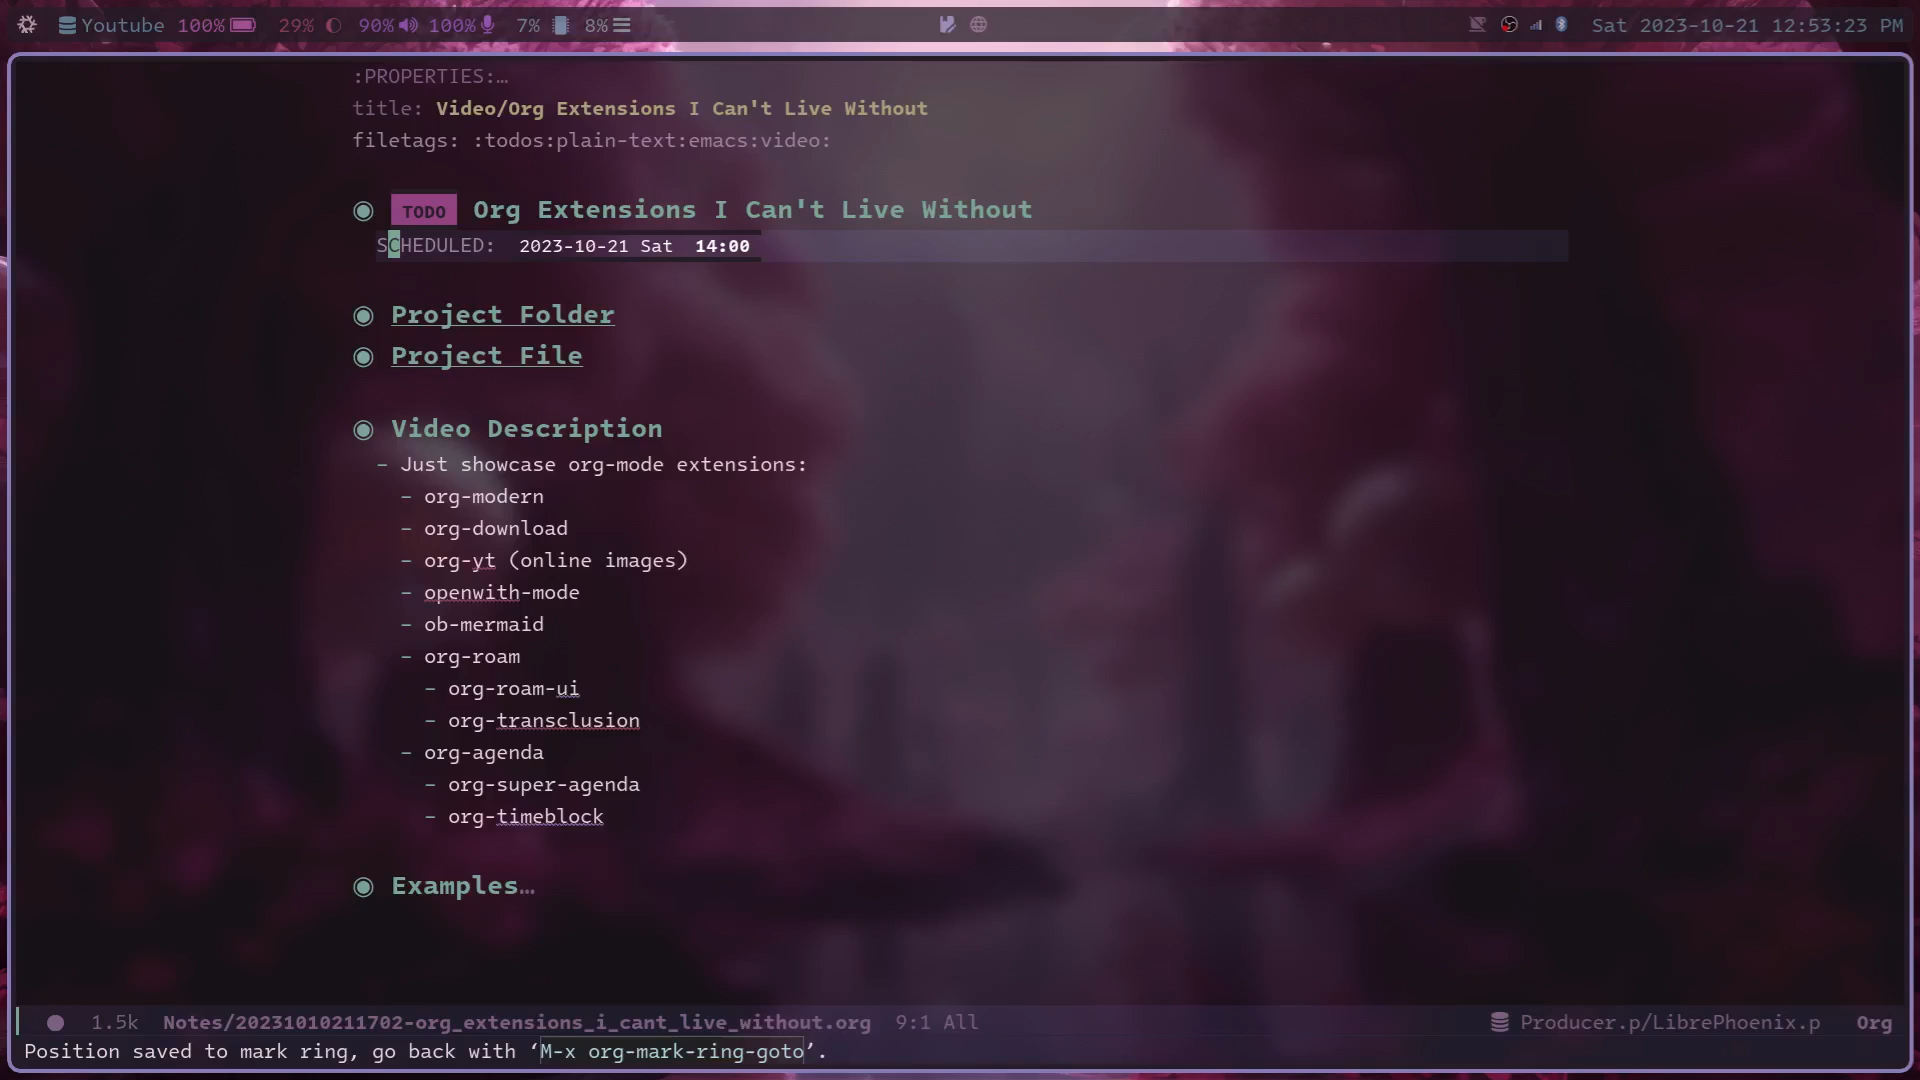 Youtube 100% 29% 90% 100% 7% 8% Sat 2023-10-21 12:53:23 PM
:PROPERTIES:…
title: Video/Org Extensions I Can't Live Without
filetags: :todos:plain-text:emacs:video:
TODO Org Extensions I Can't Live Without
SCHEDULED: 2023-10-21 Sat 14:00
Project Folder
Project File
Video Description
- Just showcase org-mode extensions:
- org-modern
- org-download
- org-yt (online images)
- openwith-mode
- ob-mermaid
- org-roam
- org-roam-ui
- org-transclusion
- org-agenda
- org-super-agenda
- org-timeblock
Examples…
1.5k Notes/20231010211702-org_extensions_i_cant_live_without.org 9:1 All Producer.p/LibrePhoenix.p Org
Position saved to mark ring, go back with ‘M-x org-mark-ring-goto’.